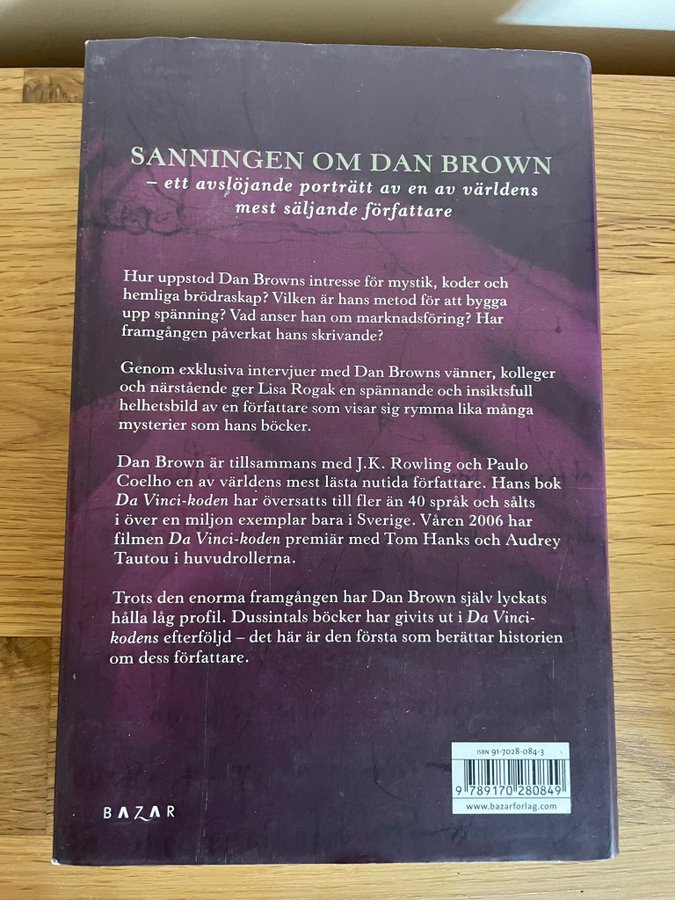 SANNINGEN OM DAN BROWN
– ett avslöjande porträtt av en av världens
mest säljande författare
Hur uppstod Dan Browns intresse för mystik, koder och
hemliga brödraskap? Vilken är hans metod för att bygga
upp spänning? Vad anser han om marknadsföring? Har
framgången påverkat hans skrivande?
Genom exklusiva intervjuer med Dan Browns vänner, kolleger
och närstående ger Lisa Rogak en spännande och insiktsfull
helhetsbild av en författare som visar sig rymma lika många
mysterier som hans böcker.
Dan Brown är tillsammans med J.K. Rowling och Paulo
Coelho en av världens mest lästa nutida författare. Hans bok
Da Vinci-koden har översatts till fler än 40 språk och sålts
i över en miljon exemplar bara i Sverige. Våren 2006 har
filmen Da Vinci-koden premiär med Tom Hanks och Audrey
Tautou i huvudrollerna.
Trots den enorma framgången har Dan Brown själv lyckats
hålla låg profil. Dussintals böcker har givits ut i Da Vinci-
kodens efterföljd – det här är den första som berättar historien
om dess författare.
ISBN 91-7028-084-3
9 789170 280849
www.bazarforlag.com
BAZAR